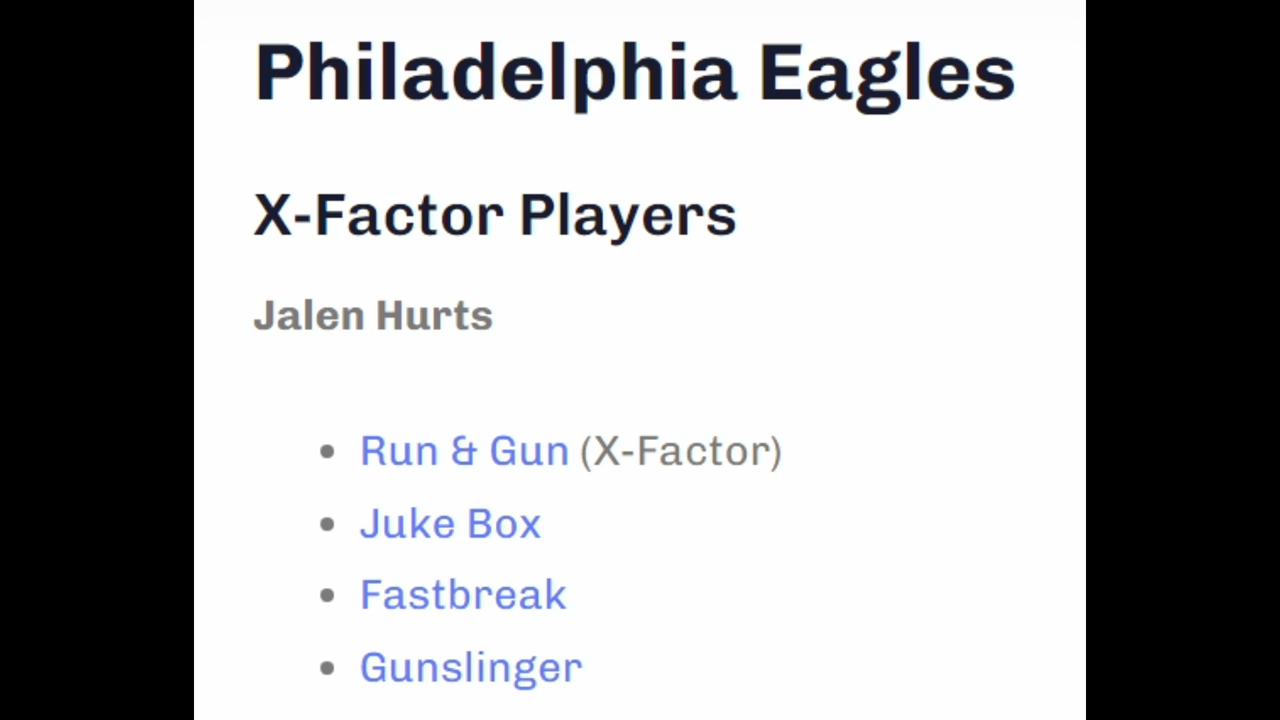 Philadelphia Eagles
X-Factor Players
Jalen Hurts
Run & Gun (X-Factor)
Juke Box
Fastbreak
Gunslinger